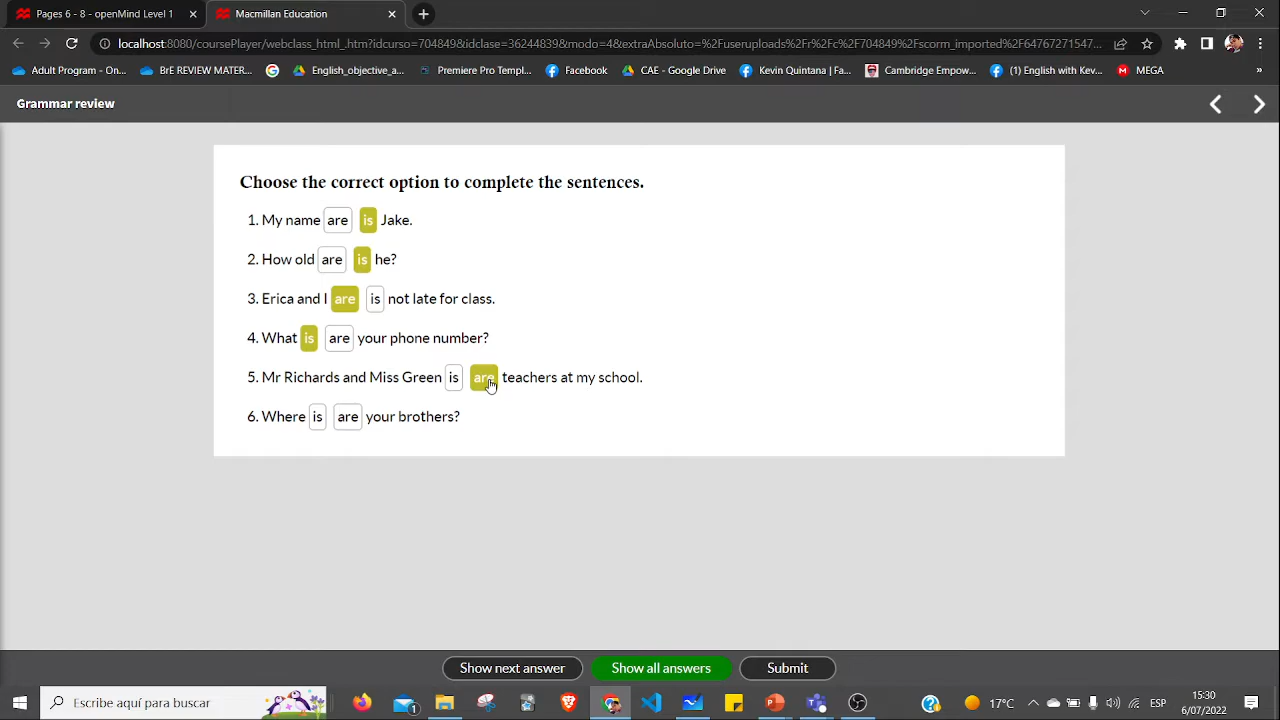 Pages 6 - 8 - openMind Level 1
Macmillan Education
localhost:8080/coursePlayer/webclass_html_.htm?idcurso=704849&idclase=36244839&modo=4&extraAbsoluto=%2Fuseruploads%2Fr%2Fc%2F704849%2Fscorm_imported%2F64767271547...
Adult Program - On...
BrE REVIEW MATER...
English_objective_a...
Premiere Pro Templ...
Facebook
CAE - Google Drive
Kevin Quintana | Fa...
Cambridge Empow...
(1) English with Kev...
MEGA
»
Grammar review
Choose the correct option to complete the sentences.
1. My name are is Jake.
2. How old are is he?
3. Erica and I are is not late for class.
4. What is are your phone number?
5. Mr Richards and Miss Green is are teachers at my school.
6. Where is are your brothers?
Show next answer
Show all answers
Submit
Escribe aquí para buscar
1
17°C
ESP
15:30
6/07/2022